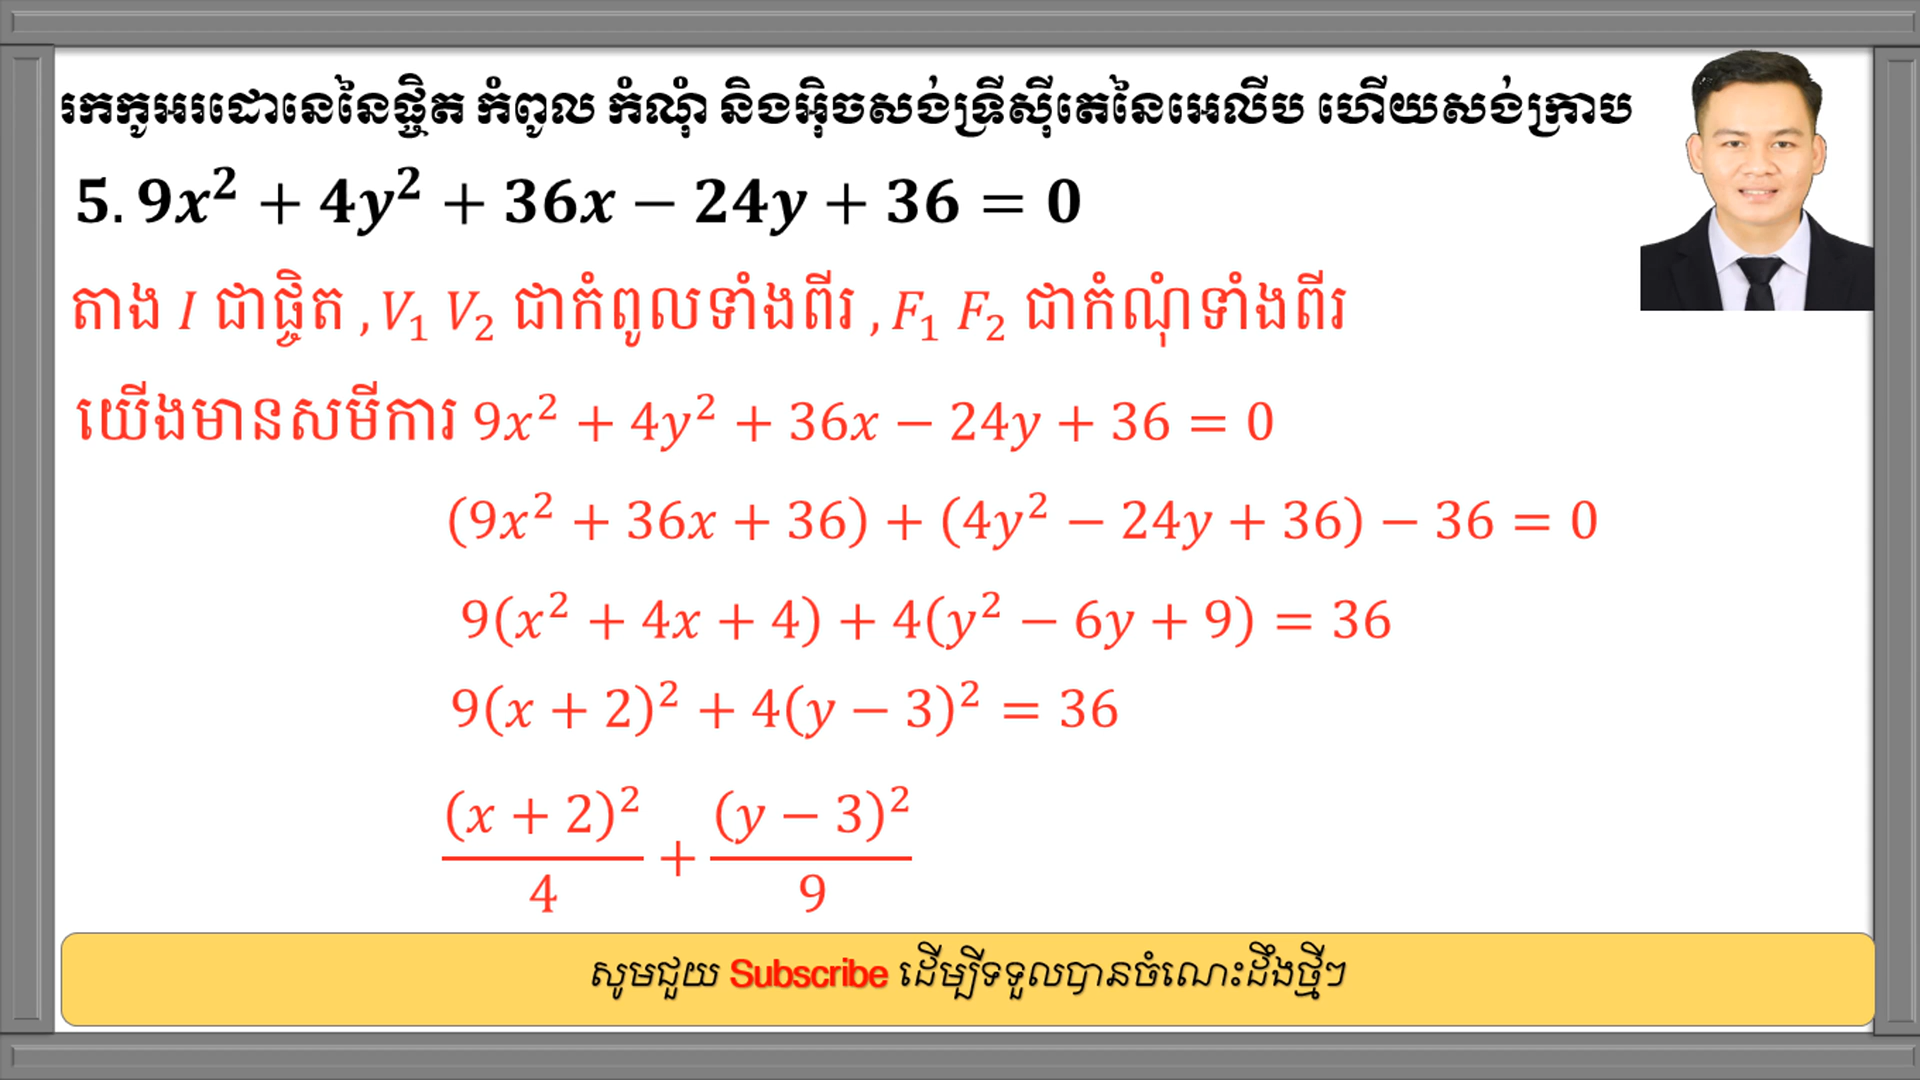 រកកូអរដោនេនៃផ្ចិត កំពូល កំណុំ និងអ៊ិចសង់ទ្រីស៊ីតេនៃអេលីប ហើយសង់ក្រាប
5. 9x² + 4y² + 36x − 24y + 36 = 0
តាង I ជាផ្ចិត , V₁ V₂ ជាកំពូលទាំងពីរ , F₁ F₂ ជាកំណុំទាំងពីរ
យើងមានសមីការ 9x² + 4y² + 36x − 24y + 36 = 0
(9x² + 36x + 36) + (4y² − 24y + 36) − 36 = 0
9(x² + 4x + 4) + 4(y² − 6y + 9) = 36
9(x + 2)² + 4(y − 3)² = 36
(x + 2)²/4 + (y − 3)²/9
សូមជួយ Subscribe ដើម្បីទទួលបានចំណេះដឹងថ្មីៗ